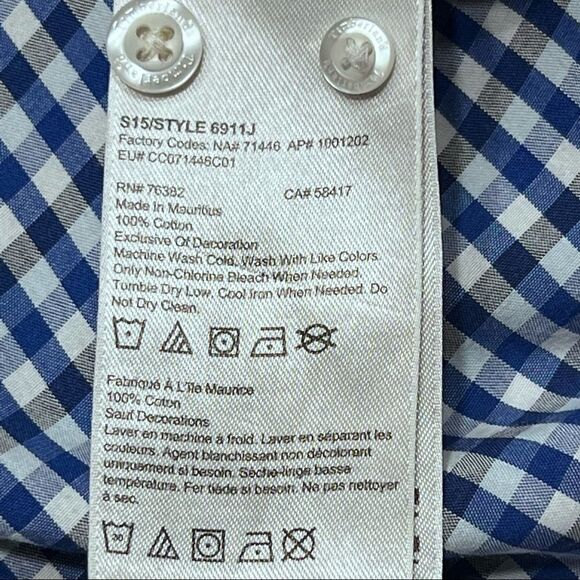 Timberland
Timberland
S15/STYLE 6911J
Factory Codes: NA# 71446 AP# 1001202
EU# CC071446C01
RN# 76382 CA# 58417
Made In Mauritius
100% Cotton
Exclusive Of Decoration
Machine Wash Cold. Wash With Like Colors.
Only Non-Chlorine Bleach When Needed.
Tumble Dry Low. Cool Iron When Needed. Do
Not Dry Clean.
Fabriqué À L'Ile Maurice
100% Coton
Sauf Decorations
Laver en machine à froid. Laver en séparant les
couleurs. Agent blanchissant non décolorant
uniquement si besoin. Sèche-linge basse
température. Fer tiède si besoin. Ne pas nettoyer
à sec.
30